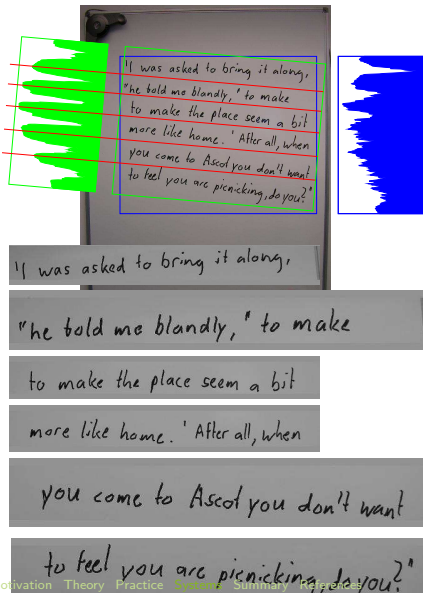 'I was asked to bring it along,
"he told me blandly, " to make
to make the place seem a bit
more like home. ' After all, when
you come to Ascot you don't want
to feel you are picnicking, do you?"
'I was asked to bring it along,
"he told me blandly, " to make
to make the place seem a bit
more like home. ' After all, when
you come to Ascot you don't want
to feel you are picnicking, do you?"
Theory Practice Systems Summary References